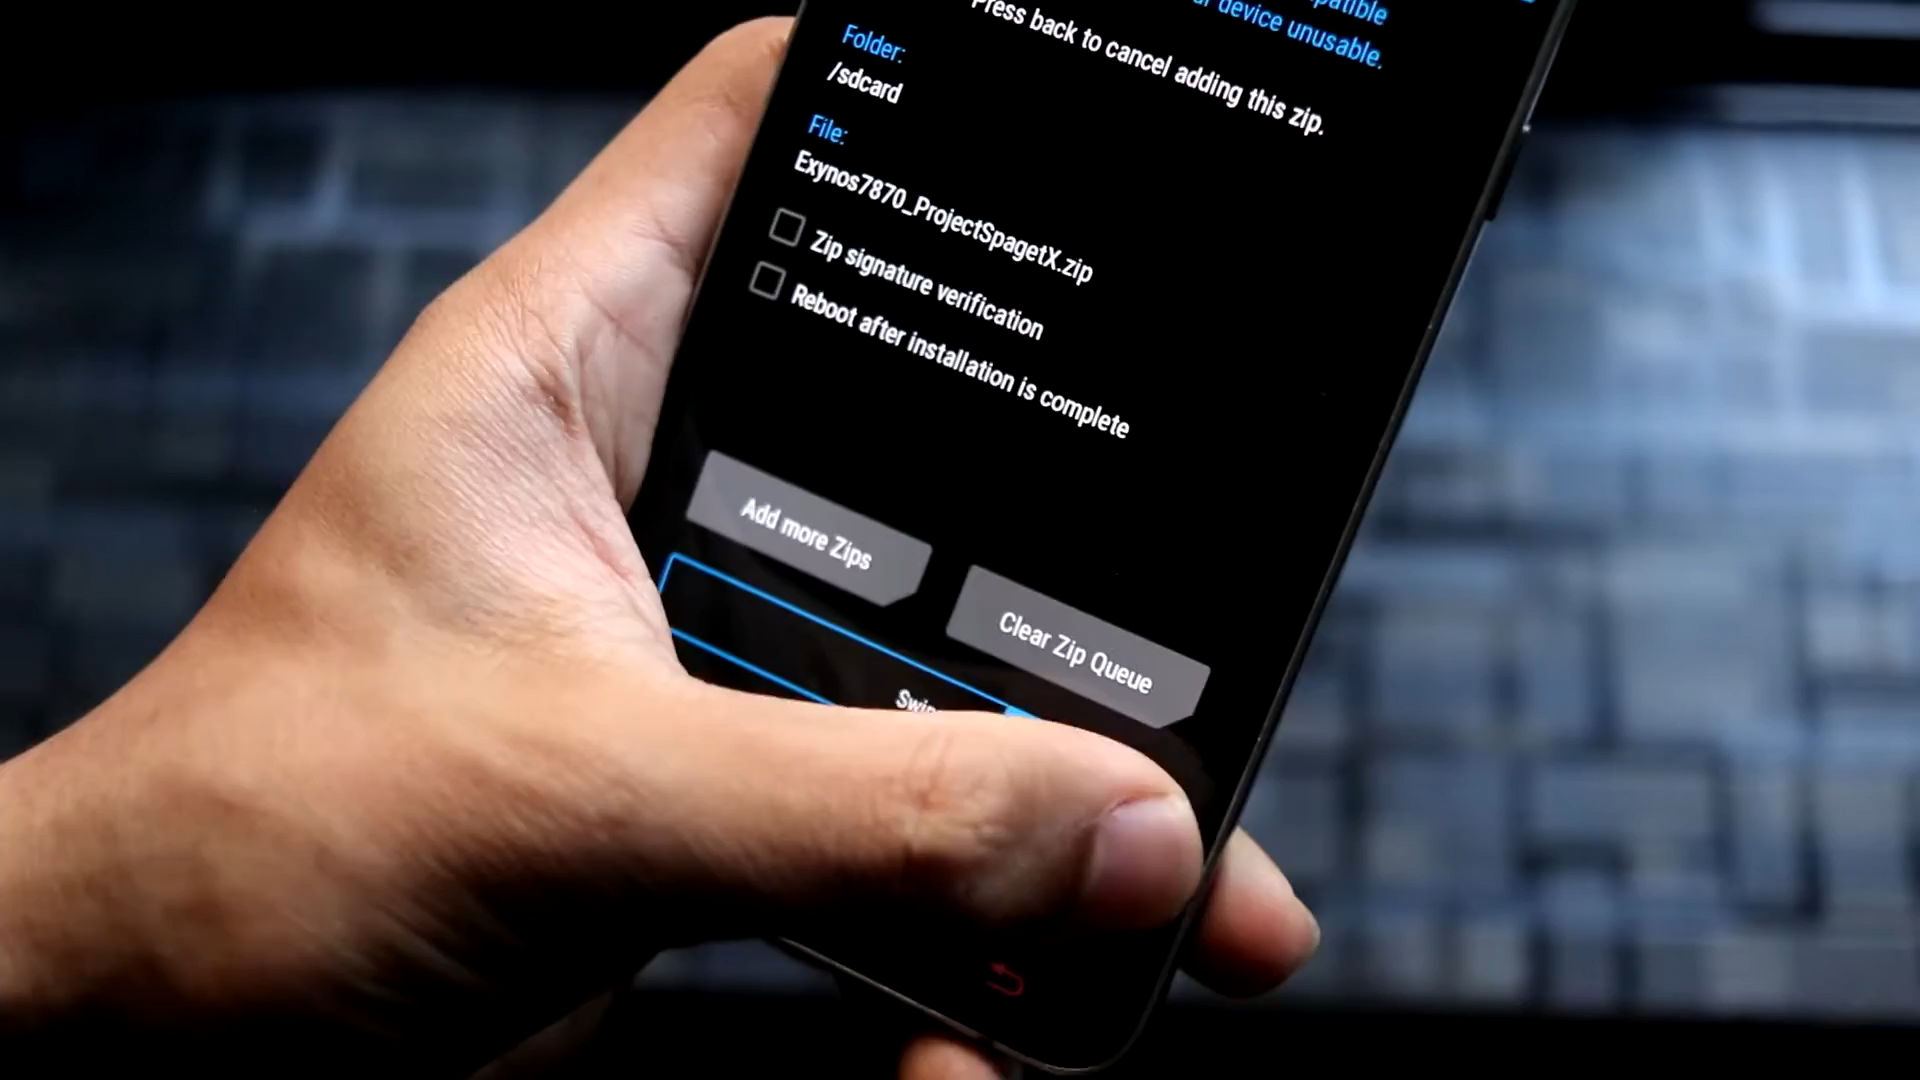 device unusable.
Press back to cancel adding this zip.
Folder:
/sdcard
File:
Exynos7870_ProjectSpagetX.zip
Zip signature verification
Reboot after installation is complete
Add more Zips
Clear Zip Queue